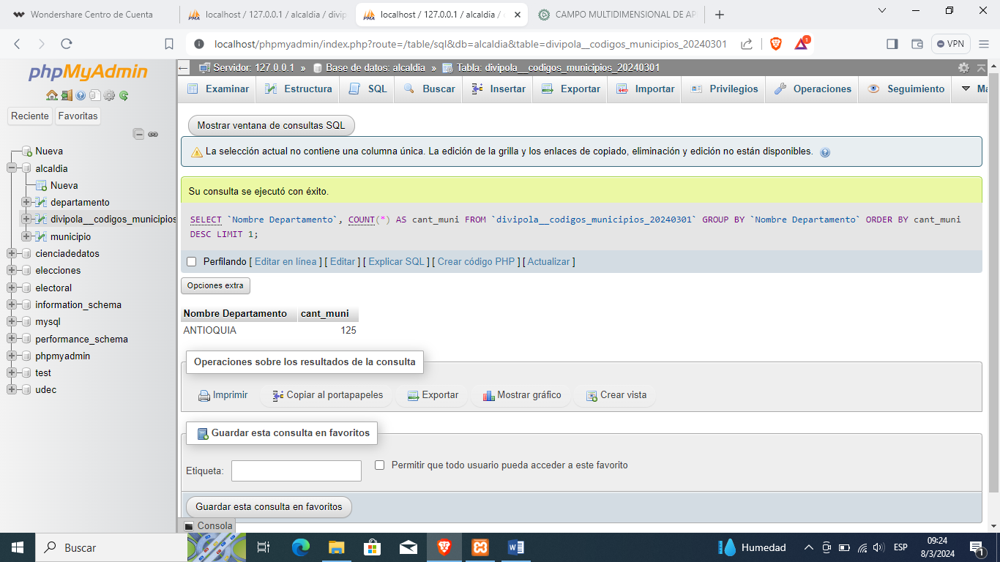 Wondershare Centro de Cuenta
localhost / 127.0.0.1 / alcaldia / divip
localhost / 127.0.0.1 / alcaldia /
CAMPO MULTIDIMENSIONAL DE AP
localhost/phpmyadmin/index.php?route=/table/sql&db=alcaldia&table=divipola__codigos_municipios_20240301
1
VPN
phpMyAdmin
Reciente
Favoritas
Nueva
alcaldia
Nueva
departamento
divipola__codigos_municipios
municipio
cienciadedatos
elecciones
electoral
information_schema
mysql
performance_schema
phpmyadmin
test
udec
Servidor: 127.0.0.1 » Base de datos: alcaldia » Tabla: divipola__codigos_municipios_20240301
Examinar
Estructura
SQL
Buscar
Insertar
Exportar
Importar
Privilegios
Operaciones
Seguimiento
Ma
Mostrar ventana de consultas SQL
La selección actual no contiene una columna única. La edición de la grilla y los enlaces de copiado, eliminación y edición no están disponibles.
Su consulta se ejecutó con éxito.
SELECT `Nombre Departamento`, COUNT(*) AS cant_muni FROM `divipola__codigos_municipios_20240301` GROUP BY `Nombre Departamento` ORDER BY cant_muni
DESC LIMIT 1;
Perfilando [ Editar en línea ] [ Editar ] [ Explicar SQL ] [ Crear código PHP ] [ Actualizar ]
Opciones extra
Nombre Departamento cant_muni
ANTIOQUIA 125
Operaciones sobre los resultados de la consulta
Imprimir
Copiar al portapapeles
Exportar
Mostrar gráfico
Crear vista
Guardar esta consulta en favoritos
Etiqueta:
Permitir que todo usuario pueda acceder a este favorito
Guardar esta consulta en favoritos
Consola
Buscar
Humedad
ESP
09:24
8/3/2024
1